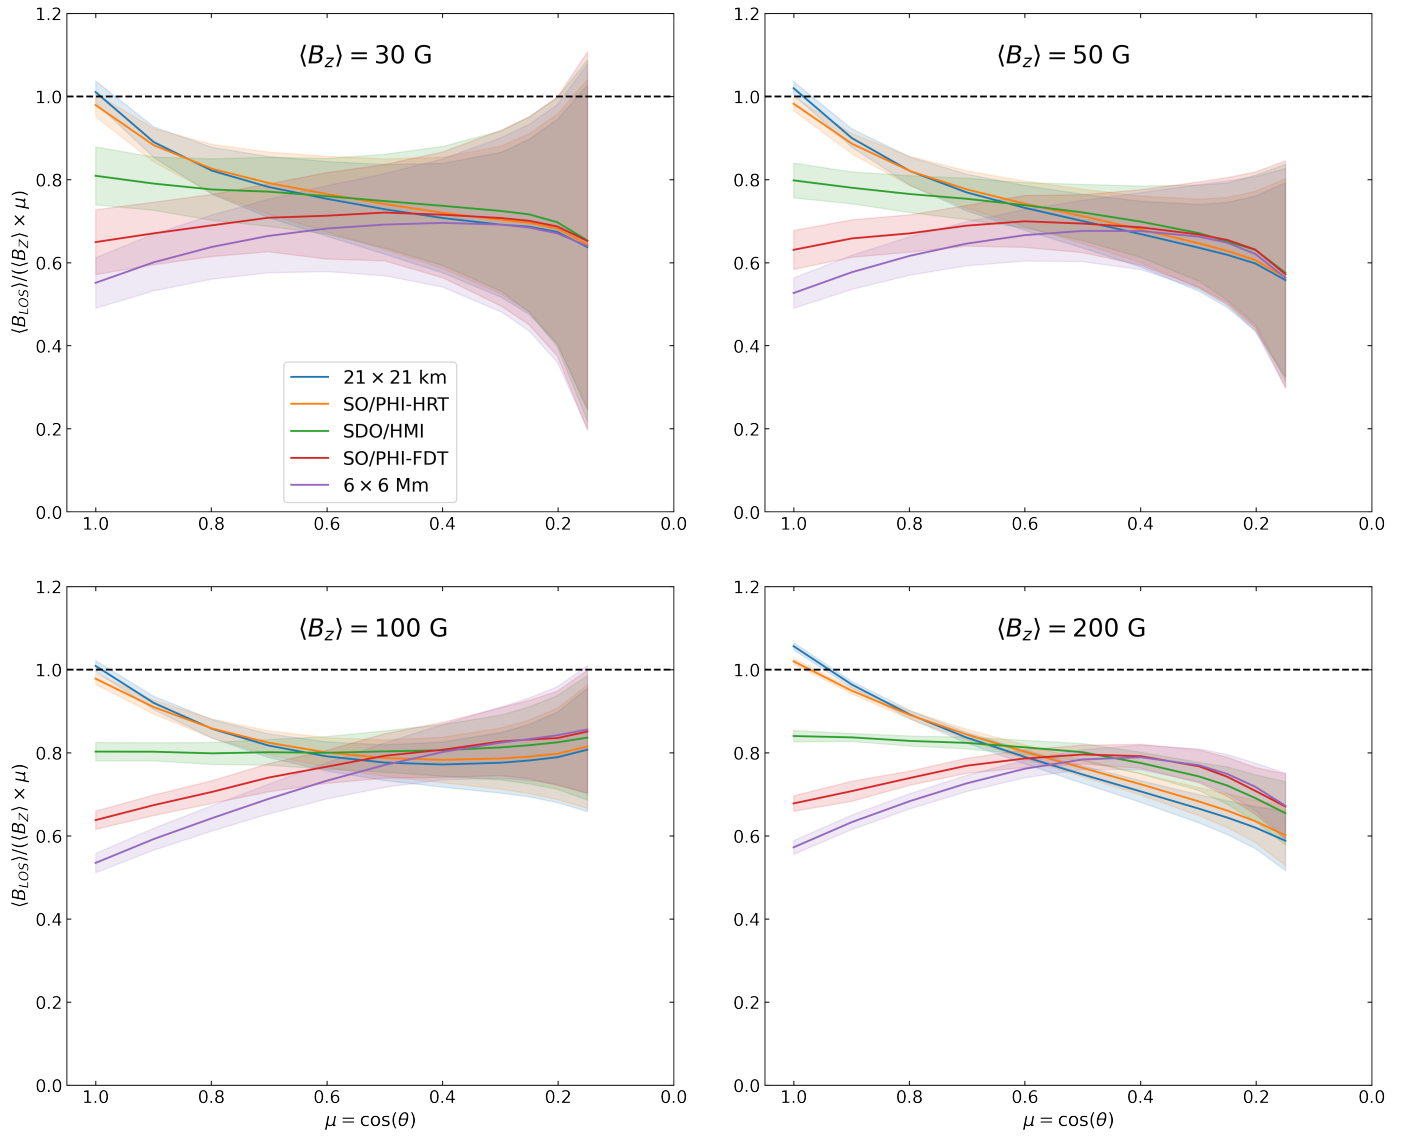 ⟨B_z⟩ = 30 G
1.2
1.0
0.8
0.6
0.4
0.2
0.0
⟨B_LOS⟩/(⟨B_Z⟩ × μ)
21 × 21 km
SO/PHI-HRT
SDO/HMI
SO/PHI-FDT
6 × 6 Mm
1.0 0.8 0.6 0.4 0.2 0.0
⟨B_z⟩ = 50 G
1.2
1.0
0.8
0.6
0.4
0.2
0.0
1.0 0.8 0.6 0.4 0.2 0.0
⟨B_z⟩ = 100 G
1.2
1.0
0.8
0.6
0.4
0.2
0.0
⟨B_LOS⟩/(⟨B_Z⟩ × μ)
1.0 0.8 0.6 0.4 0.2 0.0
μ = cos(θ)
⟨B_z⟩ = 200 G
1.2
1.0
0.8
0.6
0.4
0.2
0.0
1.0 0.8 0.6 0.4 0.2 0.0
μ = cos(θ)